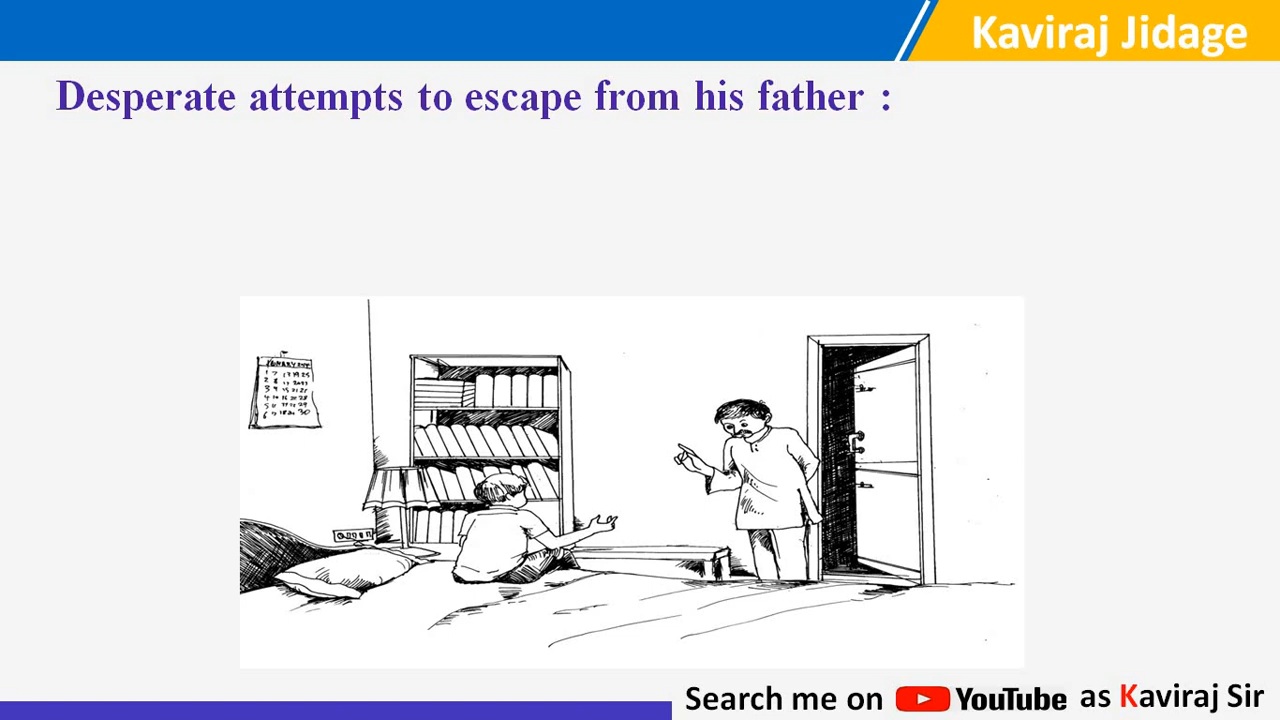 Kaviraj Jidage
Desperate attempts to escape from his father :
Search me on YouTube as Kaviraj Sir